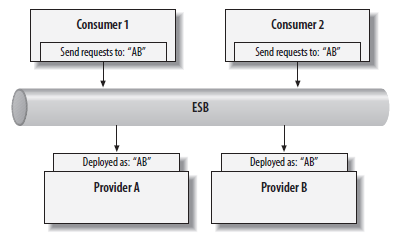 Consumer 1
Consumer 2
Send requests to: “AB”
Send requests to: “AB”
ESB
Deployed as: “AB”
Deployed as: “AB”
Provider A
Provider B